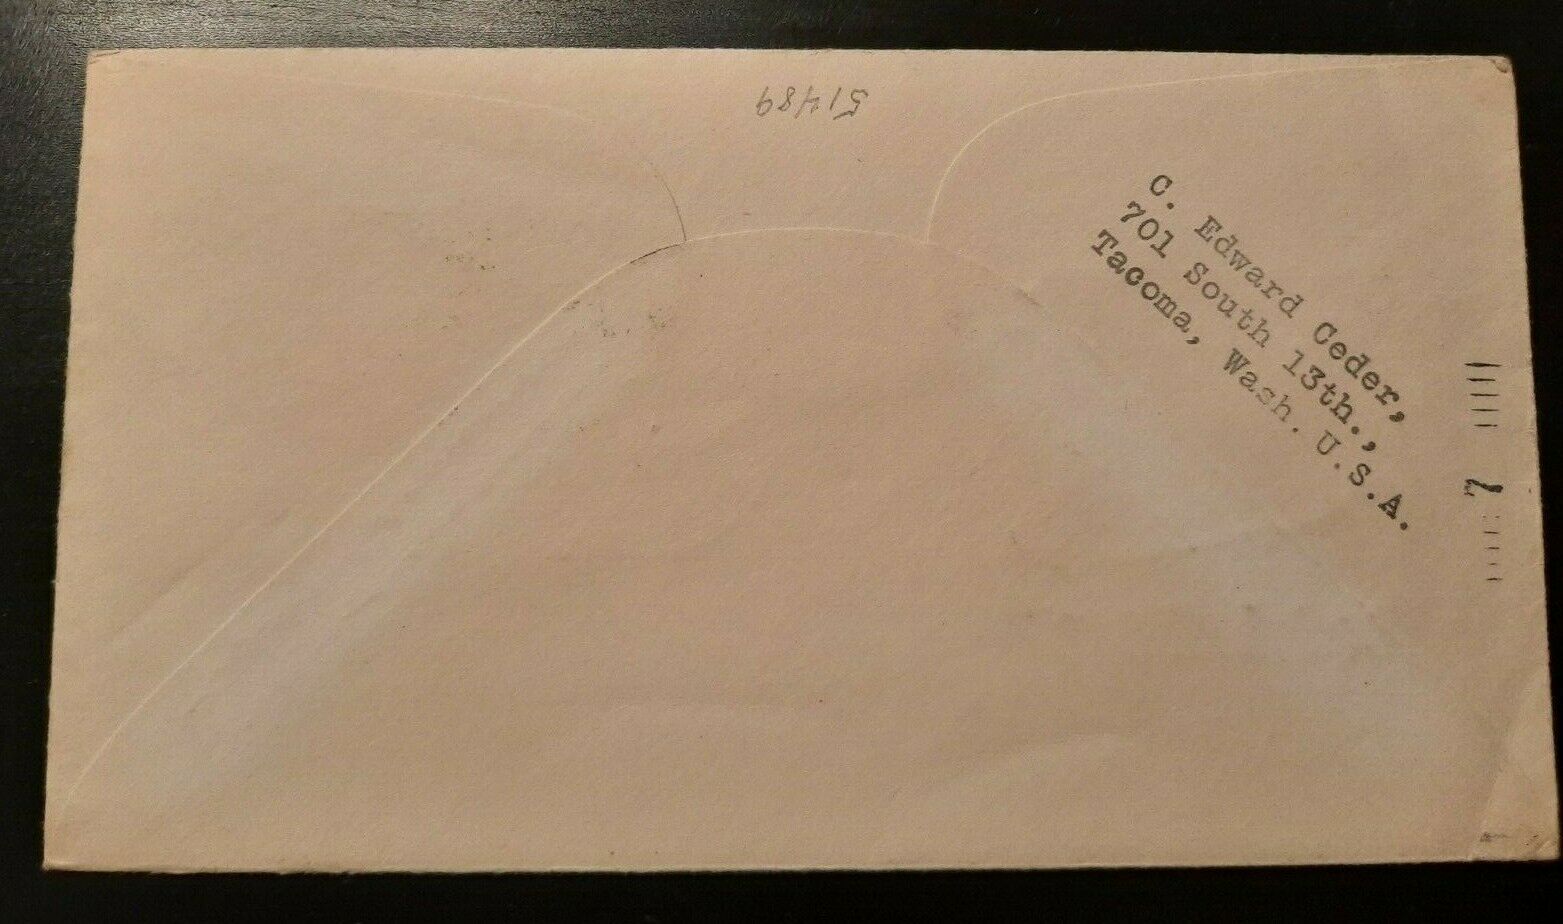 51489
C. Edward Ceder,
701 South 13th.,
Tacoma, Wash. U.S.A.